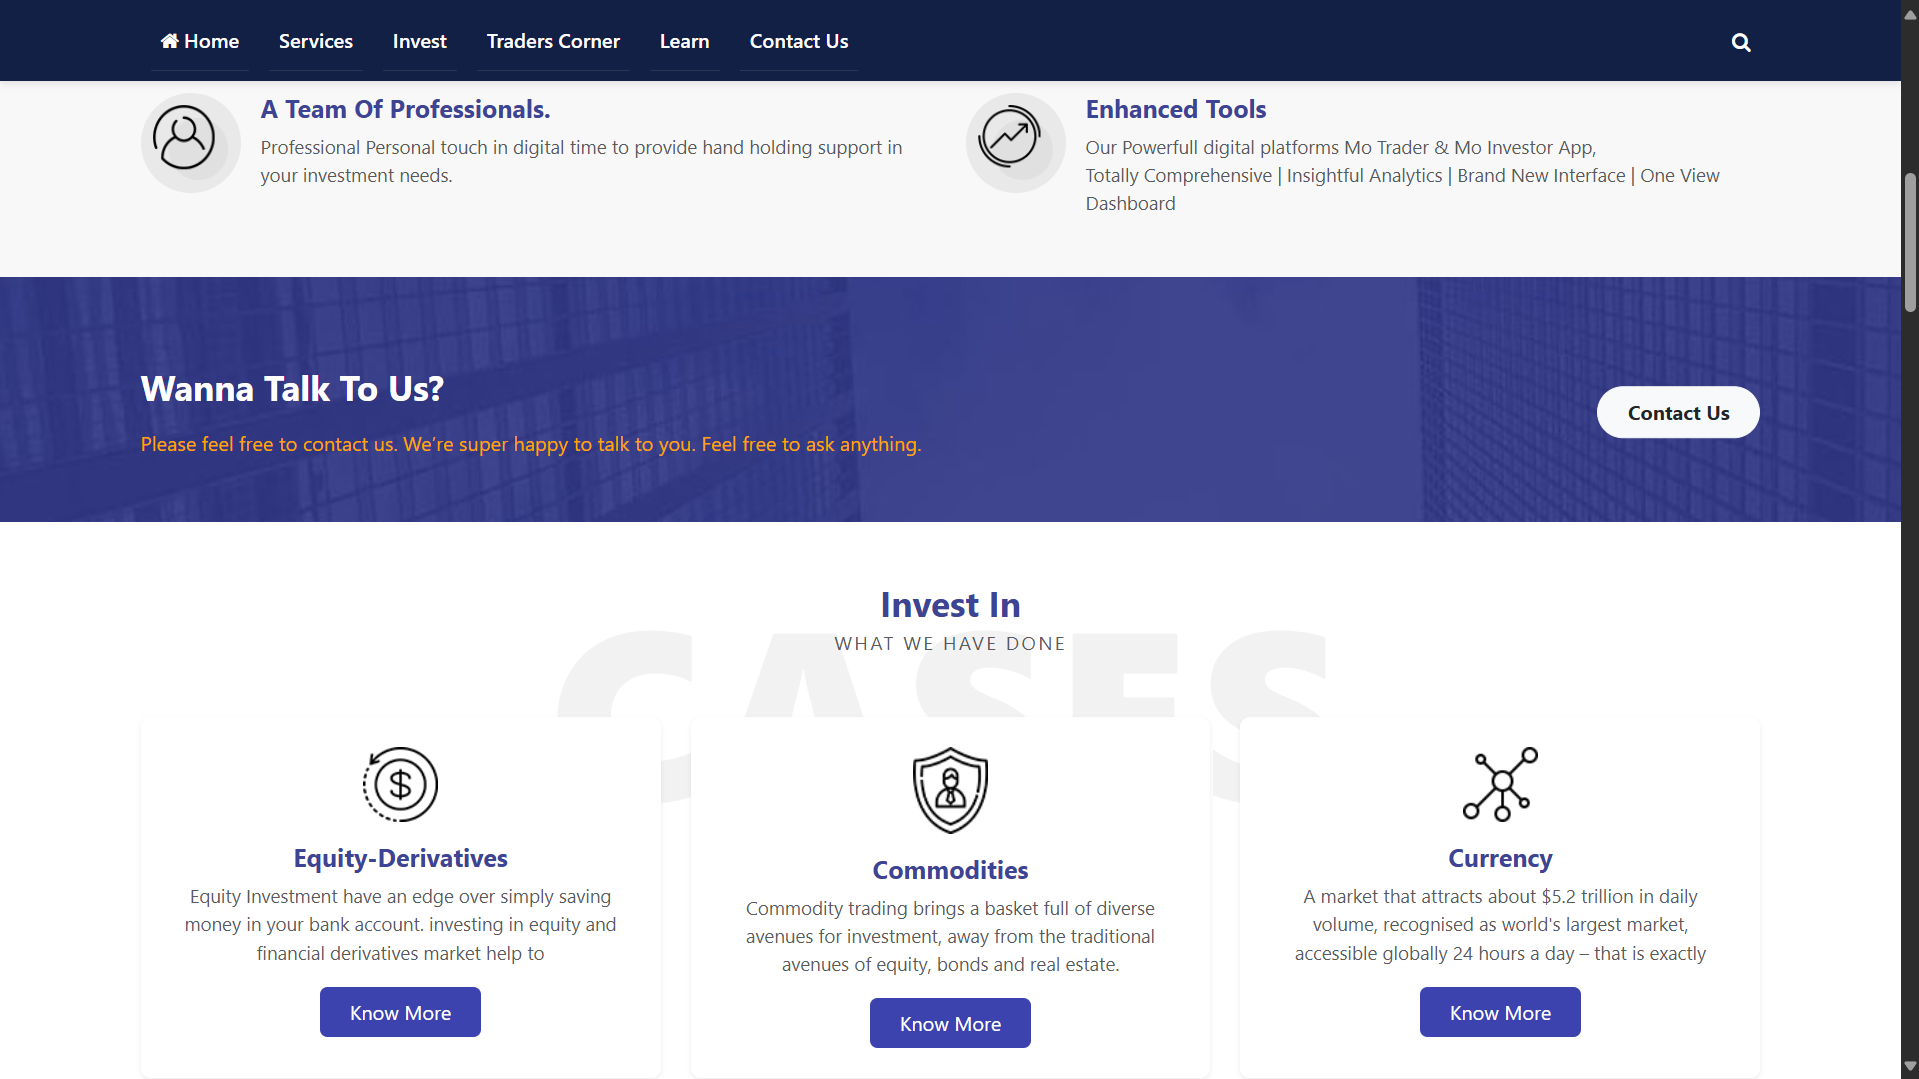 Home Services Invest Traders Corner Learn Contact Us
A Team Of Professionals.
Professional Personal touch in digital time to provide hand holding support in
your investment needs.
Enhanced Tools
Our Powerfull digital platforms Mo Trader & Mo Investor App,
Totally Comprehensive | Insightful Analytics | Brand New Interface | One View
Dashboard
Wanna Talk To Us?
Please feel free to contact us. We’re super happy to talk to you. Feel free to ask anything.
Contact Us
Invest In
WHAT WE HAVE DONE
CASES
Equity-Derivatives
Equity Investment have an edge over simply saving
money in your bank account. investing in equity and
financial derivatives market help to
Know More
Commodities
Commodity trading brings a basket full of diverse
avenues for investment, away from the traditional
avenues of equity, bonds and real estate.
Know More
Currency
A market that attracts about $5.2 trillion in daily
volume, recognised as world's largest market,
accessible globally 24 hours a day – that is exactly
Know More